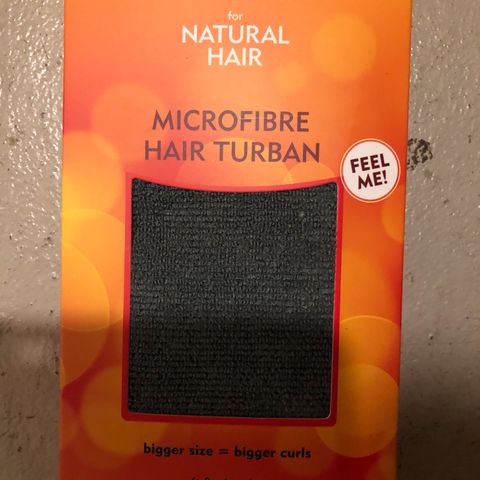 for
NATURAL
HAIR
MICROFIBRE
HAIR TURBAN
FEEL
ME!
bigger size = bigger curls